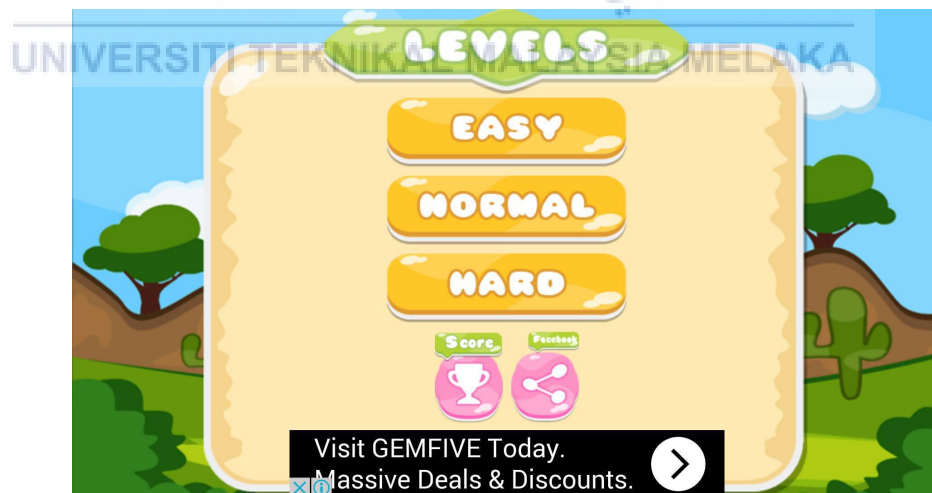 LEVELS
UNIVERSITI TEKNIKAL MALAYSIA MELAKA
EASY
NORMAL
HARD
Score
Facebook
Visit GEMFIVE Today.
Massive Deals & Discounts.